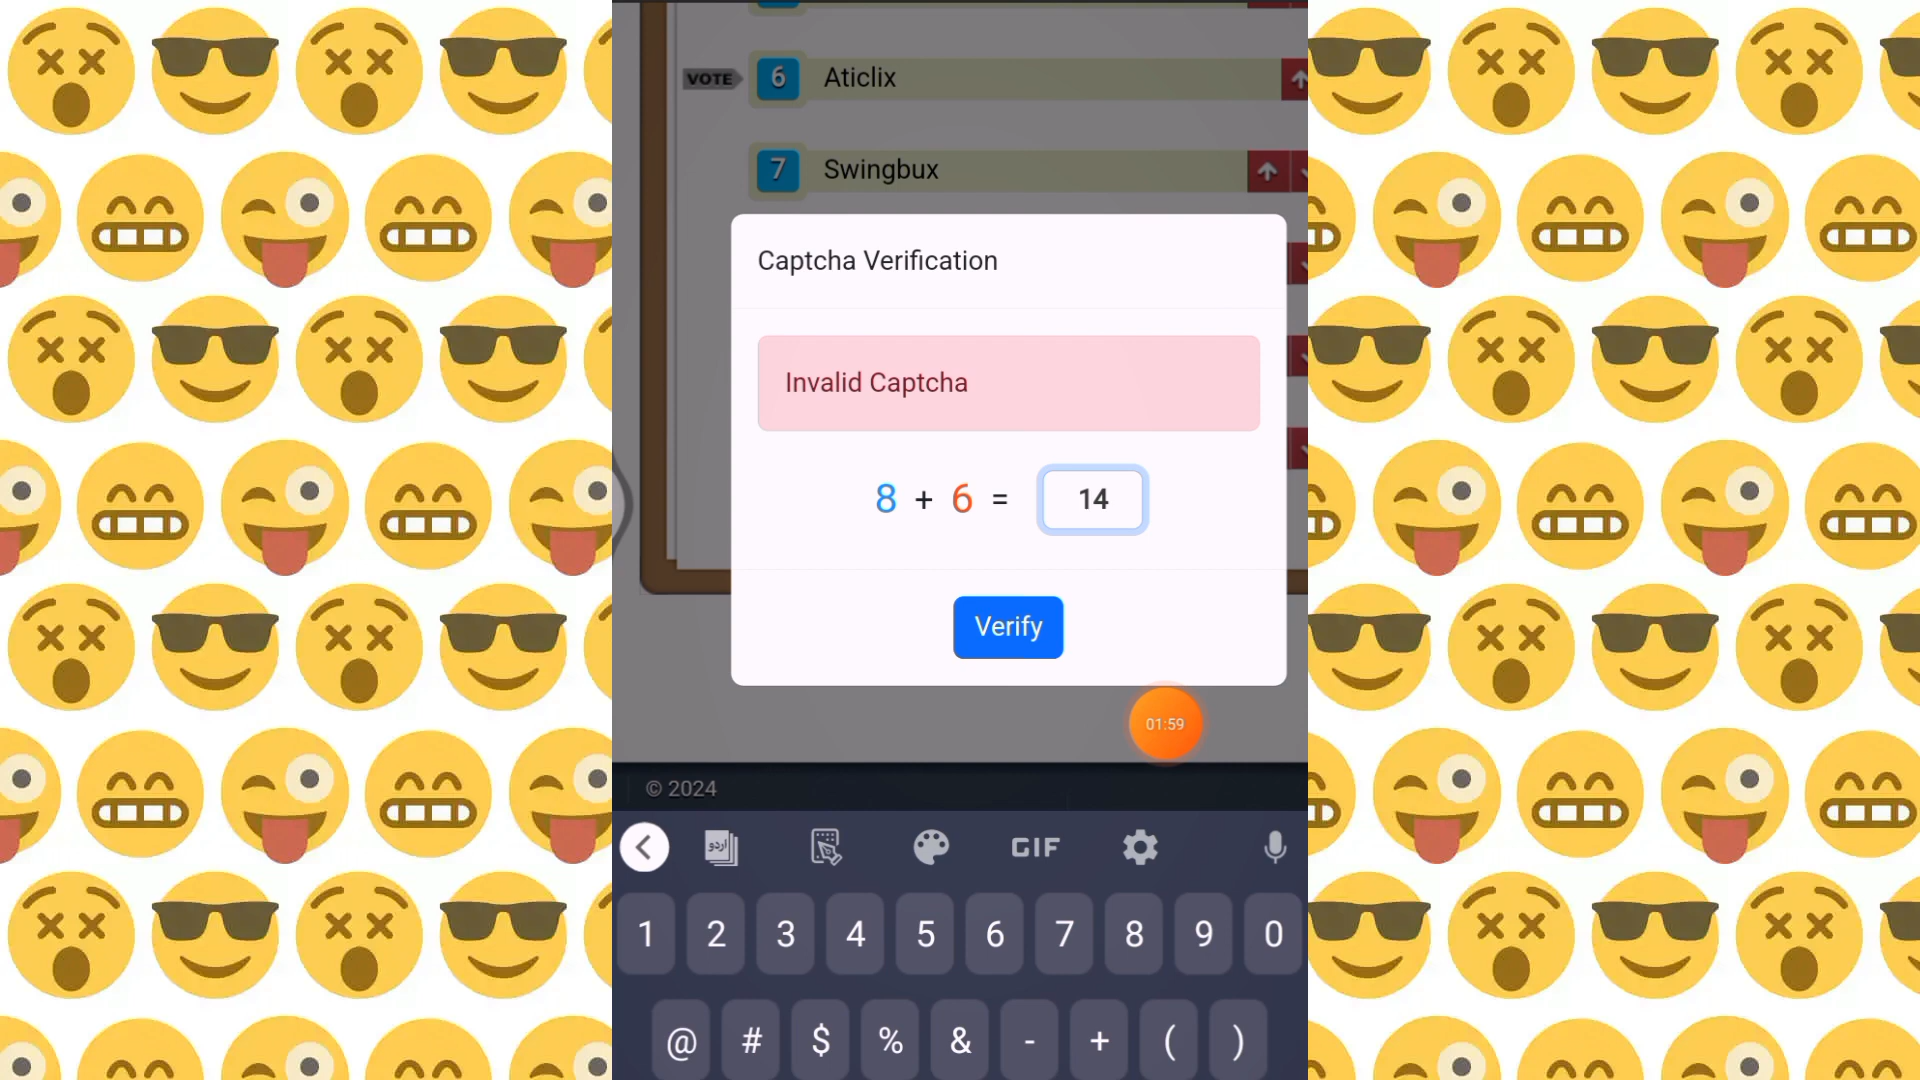 VOTE 6 Aticlix
7 Swingbux
Captcha Verification
Invalid Captcha
8 + 6 = 14
Verify
01:59
© 2024
اردو GIF
1 2 3 4 5 6 7 8 9 0
@ # $ % & - + ( )